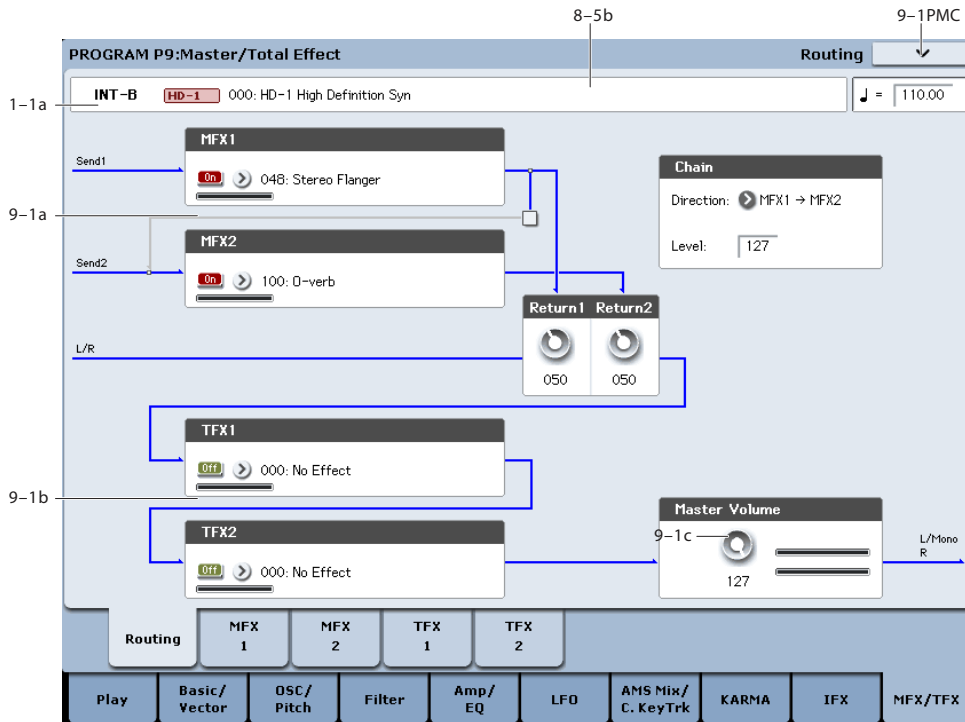 8-5b
9-1PMC
PROGRAM P9:Master/Total Effect
Routing
1-1a
INT-B
HD-1
000: HD-1 High Definition Syn
♩ = 110.00
MFX1
Send1
On
048: Stereo Flanger
Chain
Direction:
MFX1 → MFX2
Level:
127
9-1a
MFX2
Send2
On
100: O-verb
Return1 Return2
L/R
050
050
TFX1
Off
000: No Effect
9-1b
TFX2
Off
000: No Effect
Master Volume
9-1c
127
L/Mono
R
Routing
MFX
1
MFX
2
TFX
1
TFX
2
Play
Basic/
Vector
OSC/
Pitch
Filter
Amp/
EQ
LFO
AMS Mix/
C. KeyTrk
KARMA
IFX
MFX/TFX